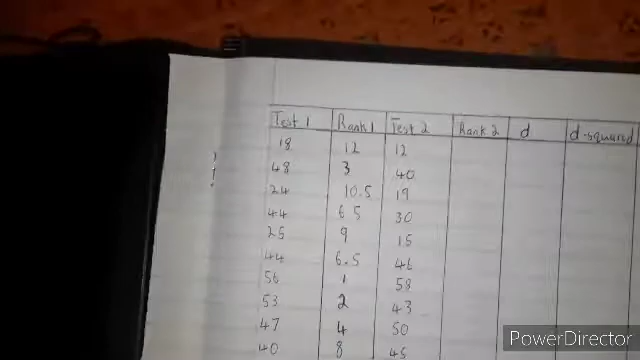 Test 1 Rank 1 Test 2 Rank 2 d d-squared
18 12 12
48 3 40
24 10.5 19
44 6 5 30
25 9 15
44 6.5 46
56 1 58
53 2 43
47 4 50
40 8 45
PowerDirector